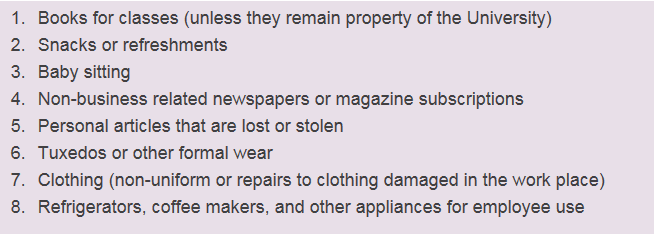 1. Books for classes (unless they remain property of the University)
2. Snacks or refreshments
3. Baby sitting
4. Non-business related newspapers or magazine subscriptions
5. Personal articles that are lost or stolen
6. Tuxedos or other formal wear
7. Clothing (non-uniform or repairs to clothing damaged in the work place)
8. Refrigerators, coffee makers, and other appliances for employee use